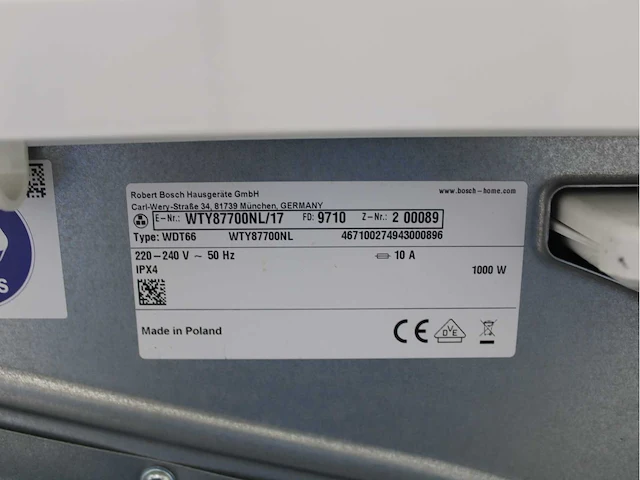 Robert Bosch Hausgeräte GmbH www.bosch-home.com
Carl-Wery-Straße 34, 81739 München, GERMANY
E-Nr.: WTY87700NL/17 FD: 9710 Z-Nr.: 2 00089
Type: WDT66 WTY87700NL 467100274943000896
220-240 V ~ 50 Hz 10 A
IPX4 1000 W
Made in Poland
CE DVE
S